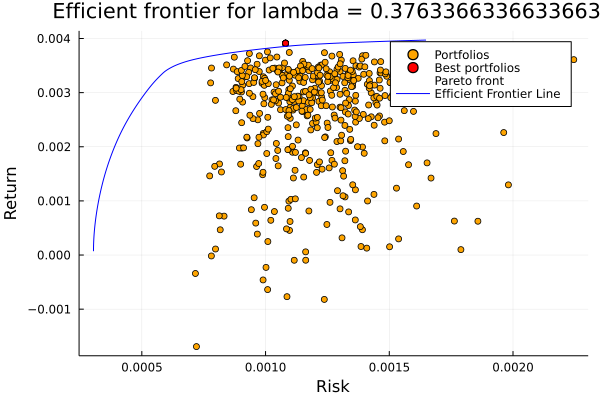 Efficient frontier for lambda = 0.3763366336633663
Return
0.004
0.003
0.002
0.001
0.000
−0.001
Portfolios
Best portfolios
Pareto front
Efficient Frontier Line
0.0005
0.0010
0.0015
0.0020
Risk